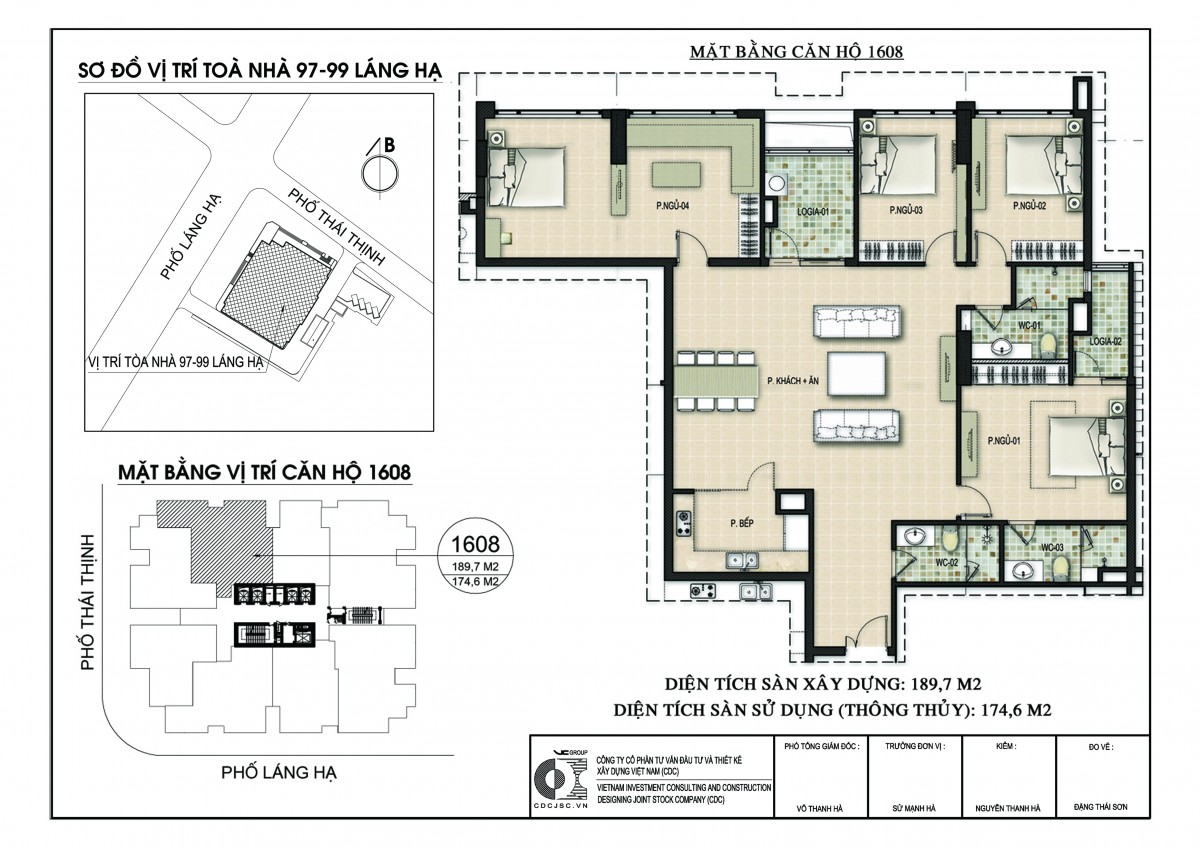 SƠ ĐỒ VỊ TRÍ TOÀ NHÀ 97-99 LÁNG HẠ
B
PHỐ LÁNG HẠ
PHỐ THÁI THỊNH
VỊ TRÍ TÒA NHÀ 97-99 LÁNG HẠ
MẶT BẰNG VỊ TRÍ CĂN HỘ 1608
PHỐ THÁI THỊNH
1608
189,7 M2
174,6 M2
PHỐ LÁNG HẠ
MẶT BẰNG CĂN HỘ 1608
P.NGỦ-04
LOGIA-01
P.NGỦ-03
P.NGỦ-02
WC-01
LOGIA-02
P. KHÁCH + ĂN
P.NGỦ-01
P. BẾP
WC-02
WC-03
DIỆN TÍCH SÀN XÂY DỰNG: 189,7 M2
DIỆN TÍCH SÀN SỬ DỤNG (THÔNG THỦY): 174,6 M2
GROUP
CDCJSC.VN
CÔNG TY CỔ PHẦN TƯ VẤN ĐẦU TƯ VÀ THIẾT KẾ
XÂY DỰNG VIỆT NAM (CDC)
VIETNAM INVESTMENT CONSULTING AND CONSTRUCTION
DESIGNING JOINT STOCK COMPANY (CDC)
PHÓ TỔNG GIÁM ĐỐC :
VÕ THANH HÀ
TRƯỞNG ĐƠN VỊ :
SỬ MẠNH HÀ
KIỂM :
NGUYỄN THANH HÀ
ĐO VẼ :
ĐẶNG THÁI SƠN